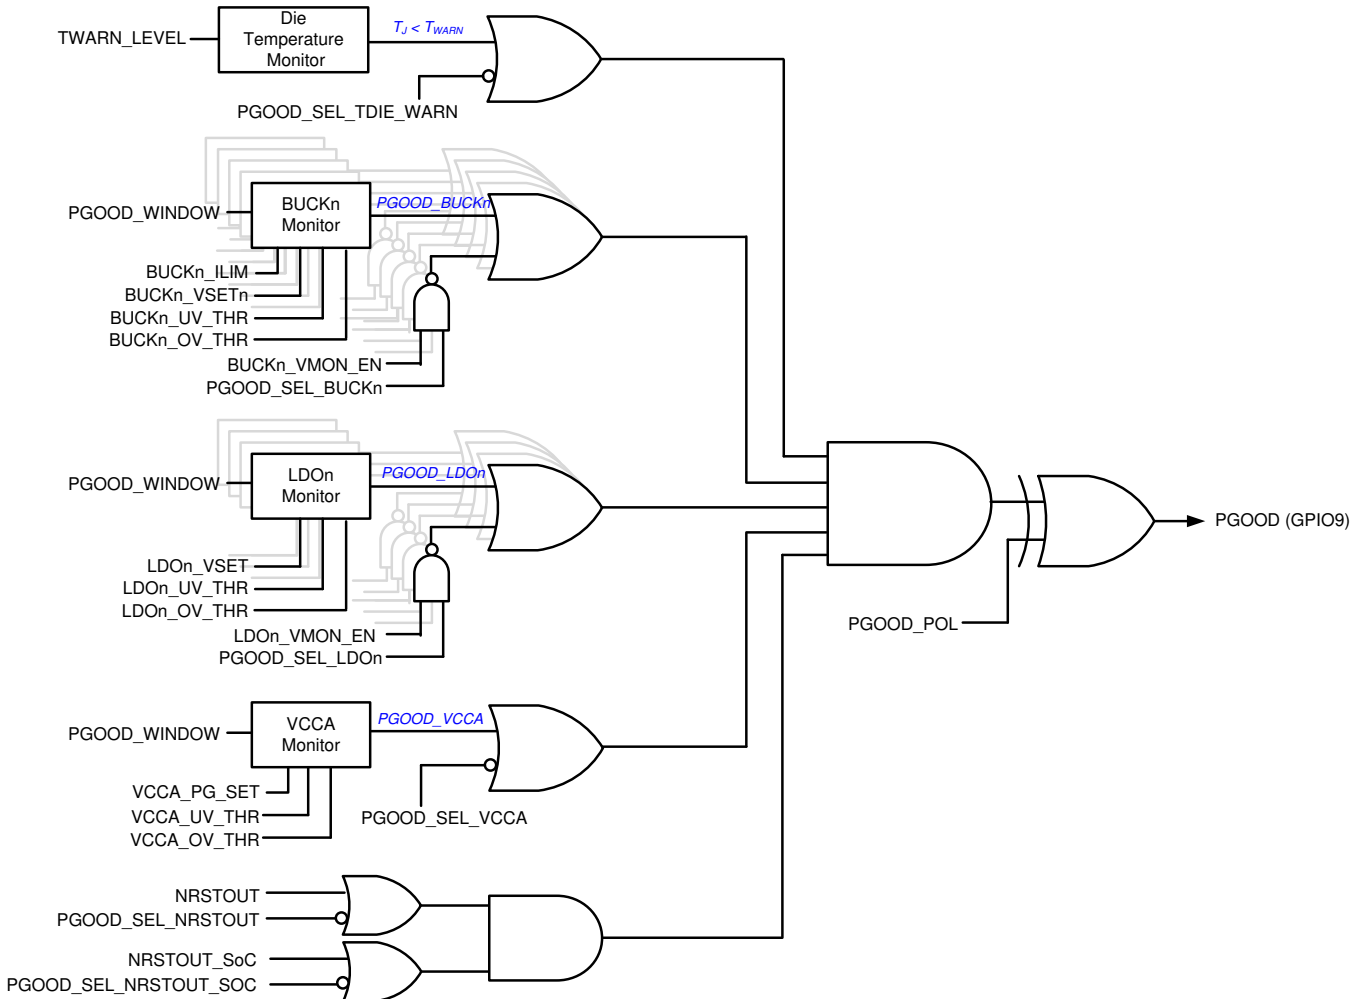 Die
Temperature
Monitor
TWARN_LEVEL
TJ < TWARN
PGOOD_SEL_TDIE_WARN
PGOOD_WINDOW
BUCKn
Monitor
PGOOD_BUCKn
BUCKn_ILIM
BUCKn_VSETn
BUCKn_UV_THR
BUCKn_OV_THR
BUCKn_VMON_EN
PGOOD_SEL_BUCKn
PGOOD_WINDOW
LDOn
Monitor
PGOOD_LDOn
LDOn_VSET
LDOn_UV_THR
LDOn_OV_THR
LDOn_VMON_EN
PGOOD_SEL_LDOn
PGOOD_POL
PGOOD (GPIO9)
PGOOD_WINDOW
VCCA
Monitor
PGOOD_VCCA
VCCA_PG_SET
VCCA_UV_THR
VCCA_OV_THR
PGOOD_SEL_VCCA
NRSTOUT
PGOOD_SEL_NRSTOUT
NRSTOUT_SoC
PGOOD_SEL_NRSTOUT_SOC